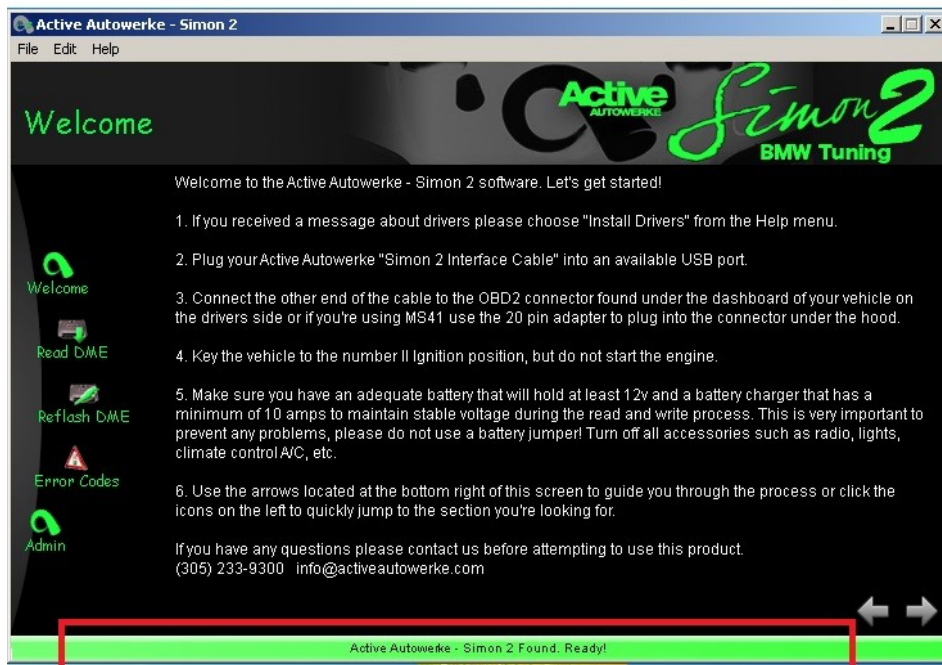 Active Autowerke - Simon 2
File Edit Help
Welcome
Active
AUTOWERKE
Simon 2
BMW Tuning
Welcome to the Active Autowerke - Simon 2 software. Let's get started!
1. If you received a message about drivers please choose "Install Drivers" from the Help menu.
2. Plug your Active Autowerke "Simon 2 Interface Cable" into an available USB port.
3. Connect the other end of the cable to the OBD2 connector found under the dashboard of your vehicle on
the drivers side or if you're using MS41 use the 20 pin adapter to plug into the connector under the hood.
4. Key the vehicle to the number II Ignition position, but do not start the engine.
5. Make sure you have an adequate battery that will hold at least 12v and a battery charger that has a
minimum of 10 amps to maintain stable voltage during the read and write process. This is very important to
prevent any problems, please do not use a battery jumper! Turn off all accessories such as radio, lights,
climate control A/C, etc.
6. Use the arrows located at the bottom right of this screen to guide you through the process or click the
icons on the left to quickly jump to the section you're looking for.
If you have any questions please contact us before attempting to use this product.
(305) 233-9300 info@activeautowerke.com
Welcome
Read DME
Reflash DME
Error Codes
Admin
Active Autowerke - Simon 2 Found. Ready!